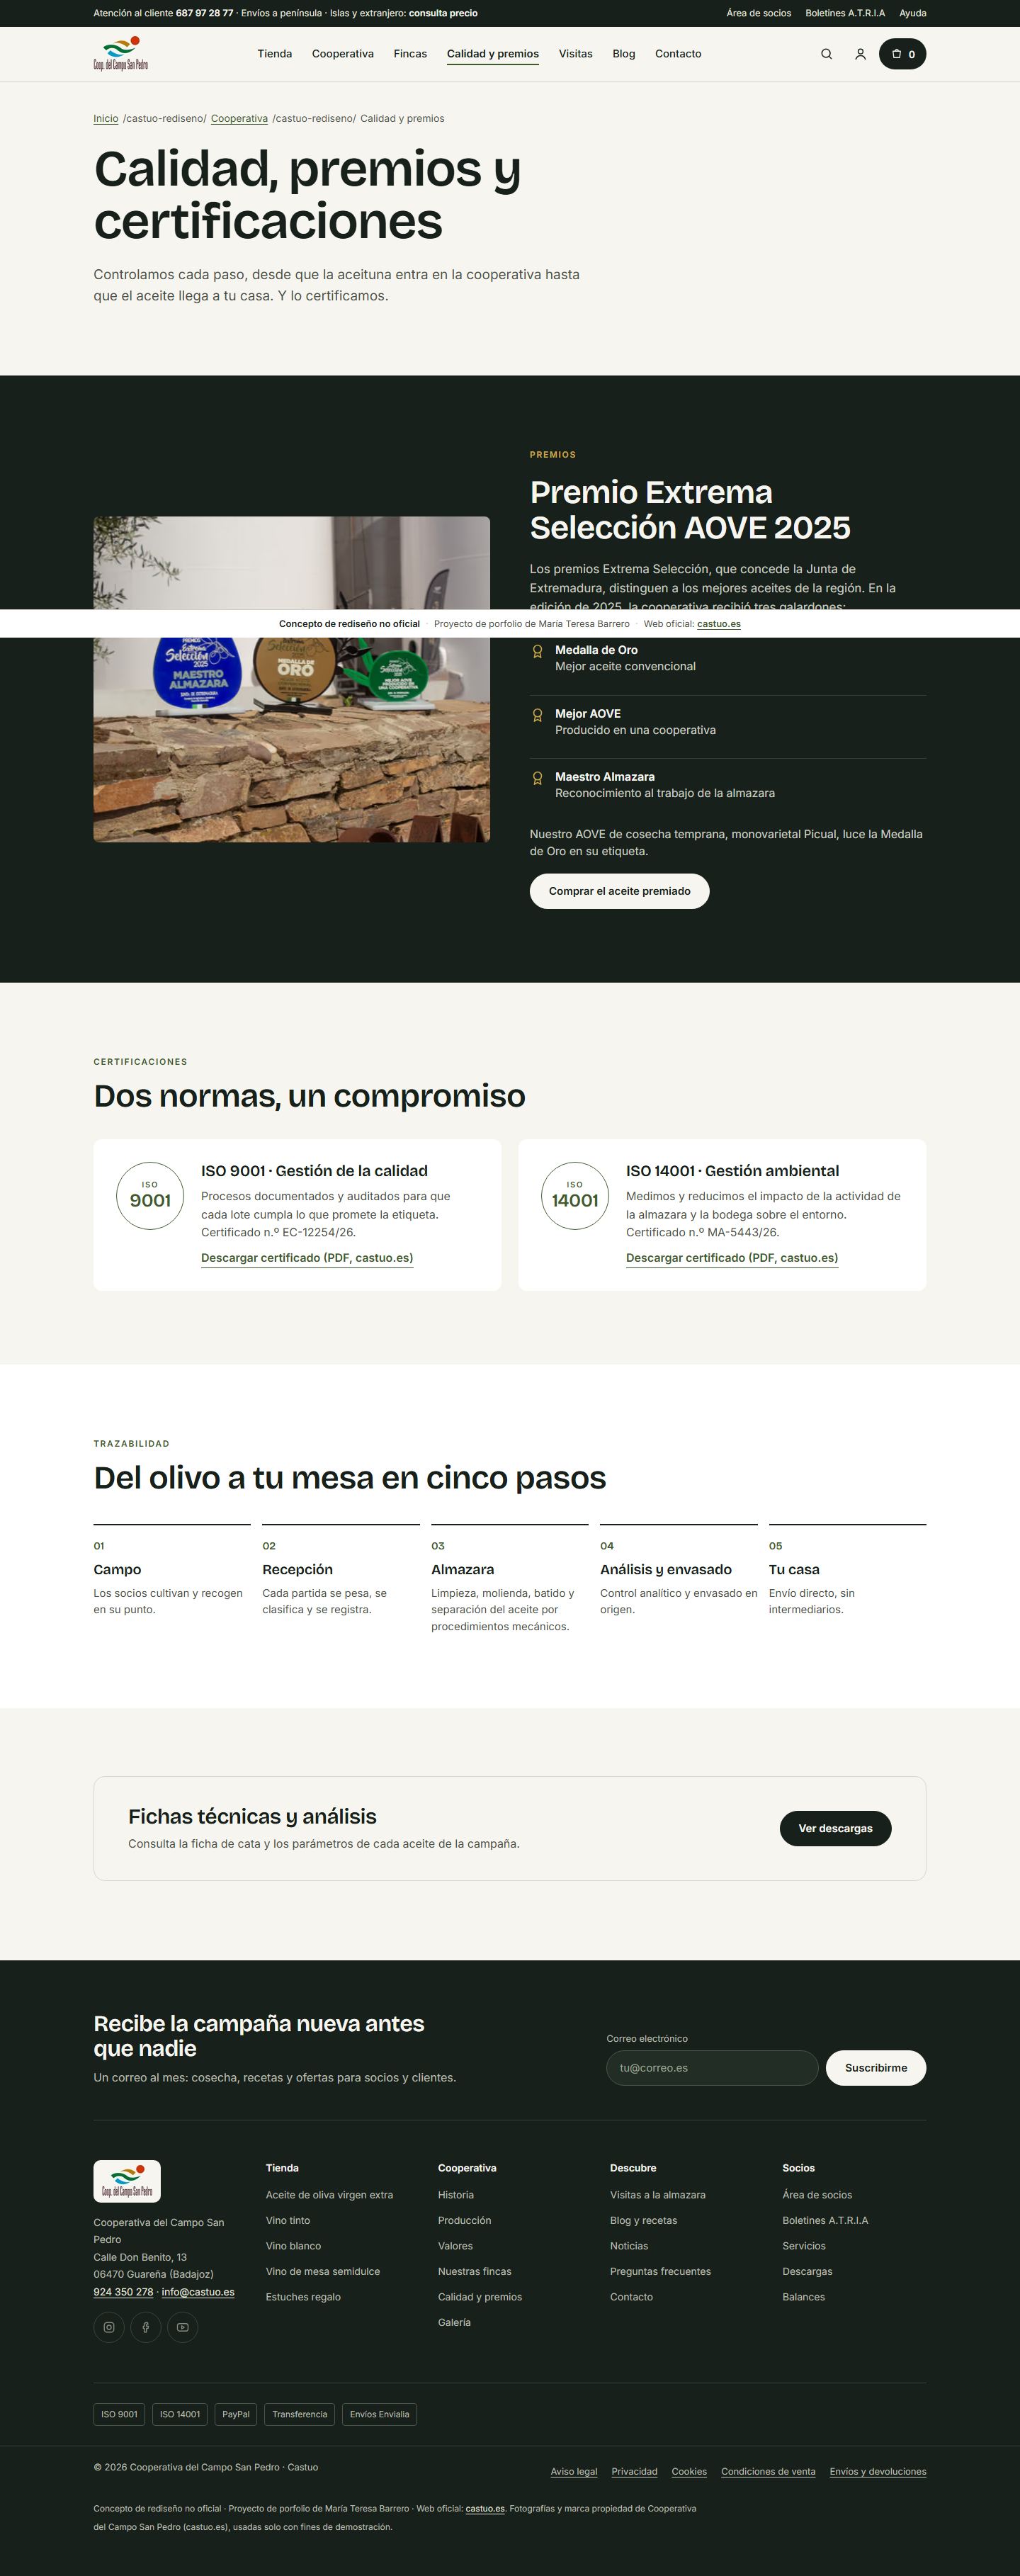 Atención al cliente 687 97 28 77 · Envíos a península · Islas y extranjero: consulta precio
Área de socios Boletines A.T.R.I.A Ayuda
Coop. del Campo San Pedro
Tienda Cooperativa Fincas Calidad y premios Visitas Blog Contacto
0
Inicio /castuo-rediseno/ Cooperativa /castuo-rediseno/ Calidad y premios
Calidad, premios y
certificaciones
Controlamos cada paso, desde que la aceituna entra en la cooperativa hasta
que el aceite llega a tu casa. Y lo certificamos.
PREMIOS
Premio Extrema
Selección AOVE 2025
Los premios Extrema Selección, que concede la Junta de
Extremadura, distinguen a los mejores aceites de la región. En la
edición de 2025, la cooperativa recibió tres galardones:
Concepto de rediseño no oficial · Proyecto de porfolio de María Teresa Barrero · Web oficial: castuo.es
Selección
2025
MAESTRO
ALMAZARA
MEDALLA DE
ORO
Medalla de Oro
Mejor aceite convencional
Mejor AOVE
Producido en una cooperativa
Maestro Almazara
Reconocimiento al trabajo de la almazara
Nuestro AOVE de cosecha temprana, monovarietal Picual, luce la Medalla
de Oro en su etiqueta.
Comprar el aceite premiado
CERTIFICACIONES
Dos normas, un compromiso
ISO
9001
ISO 9001 · Gestión de la calidad
Procesos documentados y auditados para que
cada lote cumpla lo que promete la etiqueta.
Certificado n.º EC-12254/26.
Descargar certificado (PDF, castuo.es)
ISO
14001
ISO 14001 · Gestión ambiental
Medimos y reducimos el impacto de la actividad de
la almazara y la bodega sobre el entorno.
Certificado n.º MA-5443/26.
Descargar certificado (PDF, castuo.es)
TRAZABILIDAD
Del olivo a tu mesa en cinco pasos
01
Campo
Los socios cultivan y recogen
en su punto.
02
Recepción
Cada partida se pesa, se
clasifica y se registra.
03
Almazara
Limpieza, molienda, batido y
separación del aceite por
procedimientos mecánicos.
04
Análisis y envasado
Control analítico y envasado en
origen.
05
Tu casa
Envío directo, sin
intermediarios.
Fichas técnicas y análisis
Consulta la ficha de cata y los parámetros de cada aceite de la campaña.
Ver descargas
Recibe la campaña nueva antes
que nadie
Un correo al mes: cosecha, recetas y ofertas para socios y clientes.
Correo electrónico
tu@correo.es
Suscribirme
Coop. del Campo San Pedro
Cooperativa del Campo San
Pedro
Calle Don Benito, 13
06470 Guareña (Badajoz)
924 350 278 · info@castuo.es
Tienda
Aceite de oliva virgen extra
Vino tinto
Vino blanco
Vino de mesa semidulce
Estuches regalo
Cooperativa
Historia
Producción
Valores
Nuestras fincas
Calidad y premios
Galería
Descubre
Visitas a la almazara
Blog y recetas
Noticias
Preguntas frecuentes
Contacto
Socios
Área de socios
Boletines A.T.R.I.A
Servicios
Descargas
Balances
ISO 9001 ISO 14001 PayPal Transferencia Envíos Envialia
© 2026 Cooperativa del Campo San Pedro · Castuo
Aviso legal Privacidad Cookies Condiciones de venta Envíos y devoluciones
Concepto de rediseño no oficial · Proyecto de porfolio de María Teresa Barrero · Web oficial: castuo.es. Fotografías y marca propiedad de Cooperativa
del Campo San Pedro (castuo.es), usadas solo con fines de demostración.